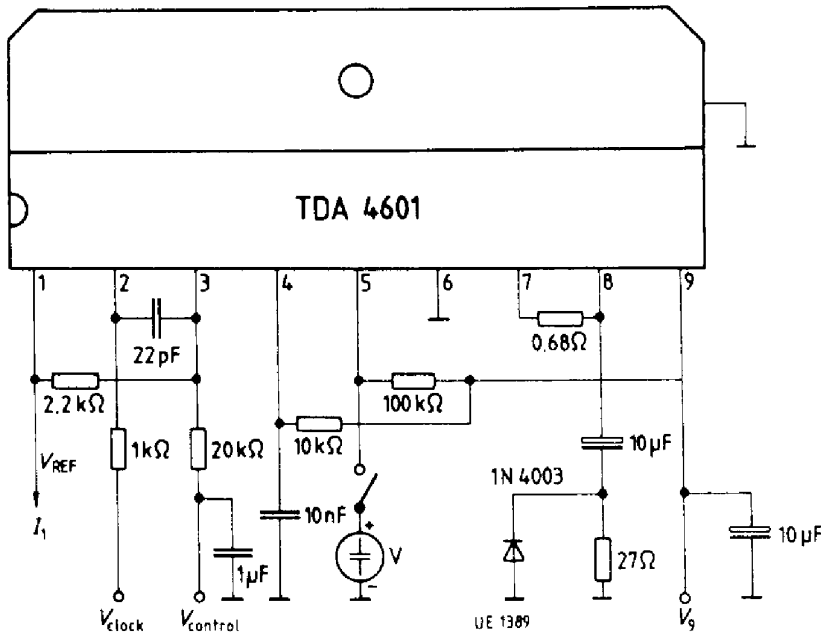 TDA 4601
1 2 3 4 5 6 7 8 9
22pF
0.68Ω
2.2kΩ
100kΩ
10kΩ
1kΩ
20kΩ
10µF
V_REF
1N 4003
I_1
10nF
+
V
-
10µF
1µF
27Ω
V_clock
V_control
UE 1389
V_9